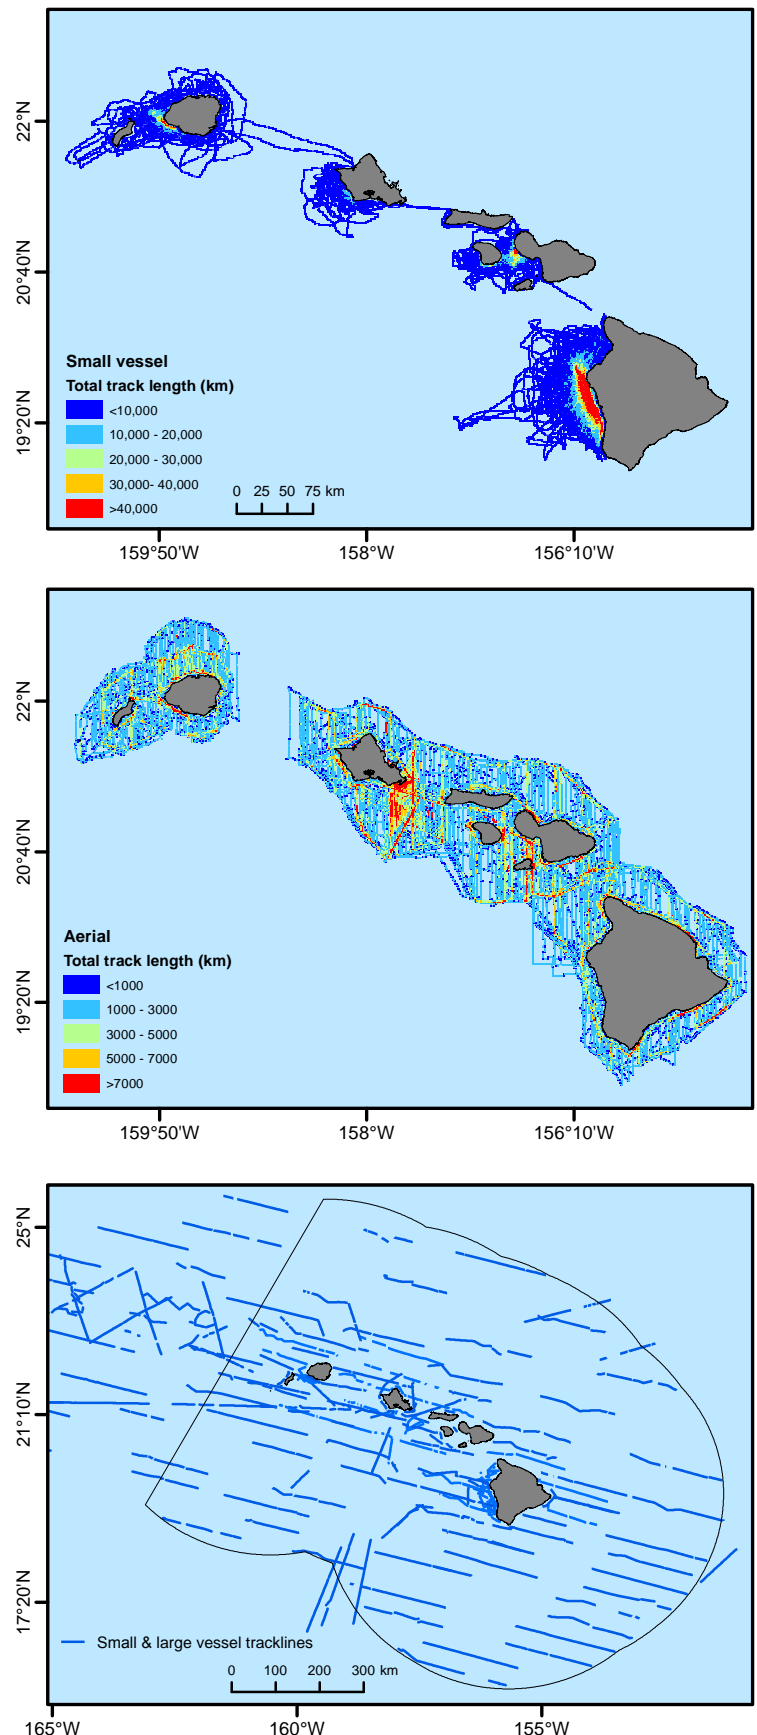 22°N
20°40'N
19°20'N
Small vessel
Total track length (km)
<10,000
10,000 - 20,000
20,000 - 30,000
30,000- 40,000
>40,000
0 25 50 75 km
159°50'W 158°W 156°10'W
22°N
20°40'N
19°20'N
Aerial
Total track length (km)
<1000
1000 - 3000
3000 - 5000
5000 - 7000
>7000
159°50'W 158°W 156°10'W
25°N
21°10'N
17°20'N
Small & large vessel tracklines
0 100 200 300 km
165°W 160°W 155°W